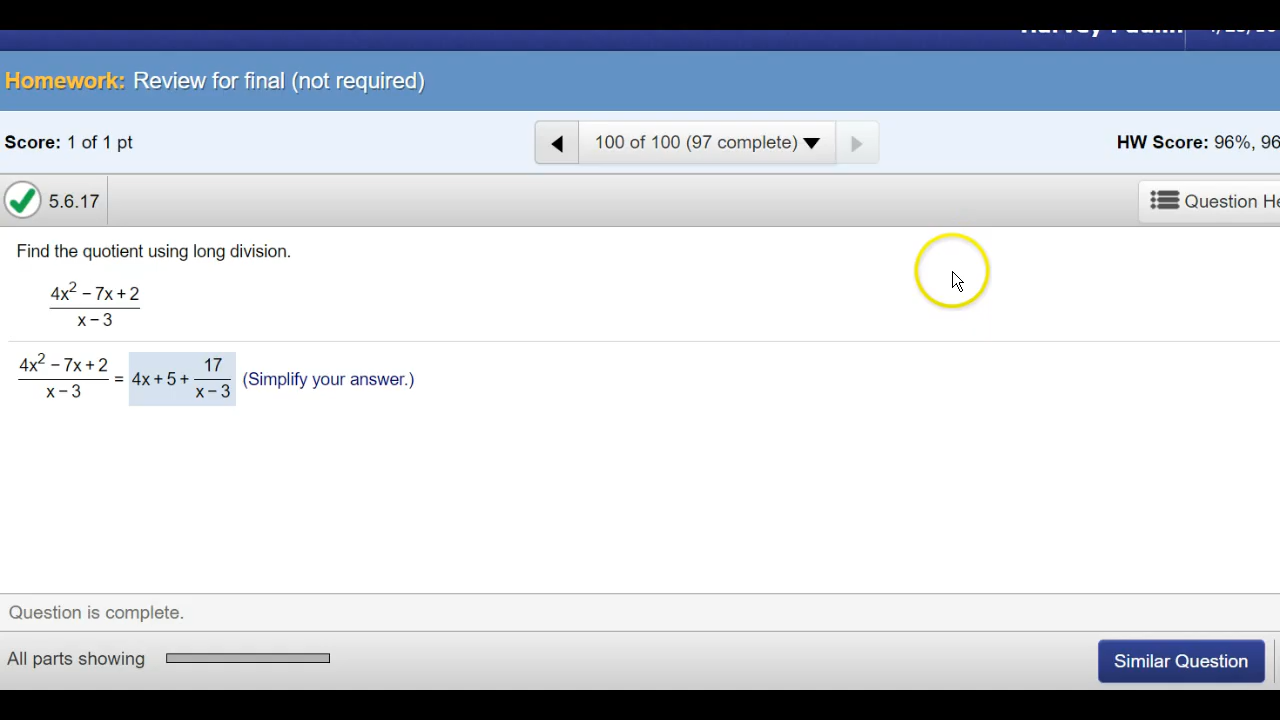 Homework: Review for final (not required)
Score: 1 of 1 pt
100 of 100 (97 complete)
HW Score: 96%, 96
5.6.17
Question He
Find the quotient using long division.
4x² − 7x + 2
x − 3
4x² − 7x + 2 / x − 3 = 4x + 5 + 17 / x − 3 (Simplify your answer.)
Question is complete.
All parts showing
Similar Question